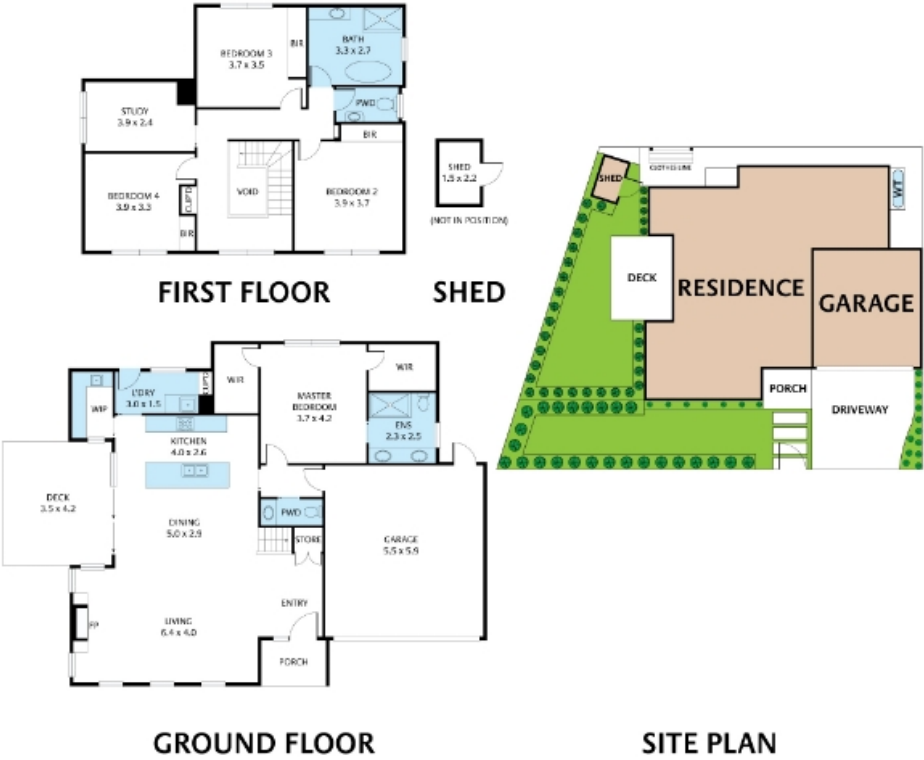 BEDROOM 3
3.7 x 3.5
BIR
BATH
3.3 x 2.7
PWD
BIR
STUDY
3.9 x 2.4
BEDROOM 4
3.9 x 3.3
CUPT'D
BIR
VOID
BEDROOM 2
3.9 x 3.7
FIRST FLOOR
SHED
1.5 x 2.2
(NOT IN POSITION)
SHED
SHED
CLOTHES LINE
WT
DECK
RESIDENCE
GARAGE
PORCH
DRIVEWAY
SITE PLAN
WIP
L'DRY
3.0 x 1.5
WIR
MASTER
BEDROOM
3.7 x 4.2
WIR
ENS
2.3 x 2.5
KITCHEN
4.0 x 2.6
DECK
3.5 x 4.2
DINING
5.0 x 2.9
PWD
STORE
GARAGE
5.5 x 5.9
ENTRY
FP
LIVING
6.4 x 4.0
PORCH
GROUND FLOOR